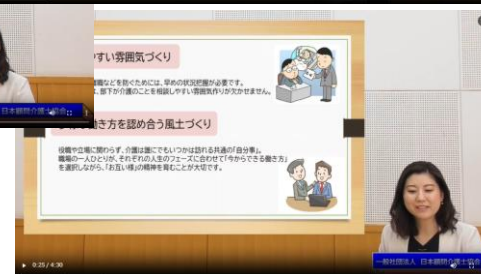 すい雰囲気づくり
離職などを防ぐためには、早めの状況把握が必要です。
、部下が介護のことを相談しやすい雰囲気作りが欠かせません。
き方を認め合う風土づくり
役職や立場に関わらず、介護は誰にでもいつかは訪れる共通の「自分事」。
職場の一人ひとりが、それぞれの人生のフェーズに合わせて「今からできる働き方」
を選択しながら、「お互い様」の精神を育むことが大切です。
日本顧問介護士協会
一般社団法人 日本顧問介護士協会
0:25 / 4:30